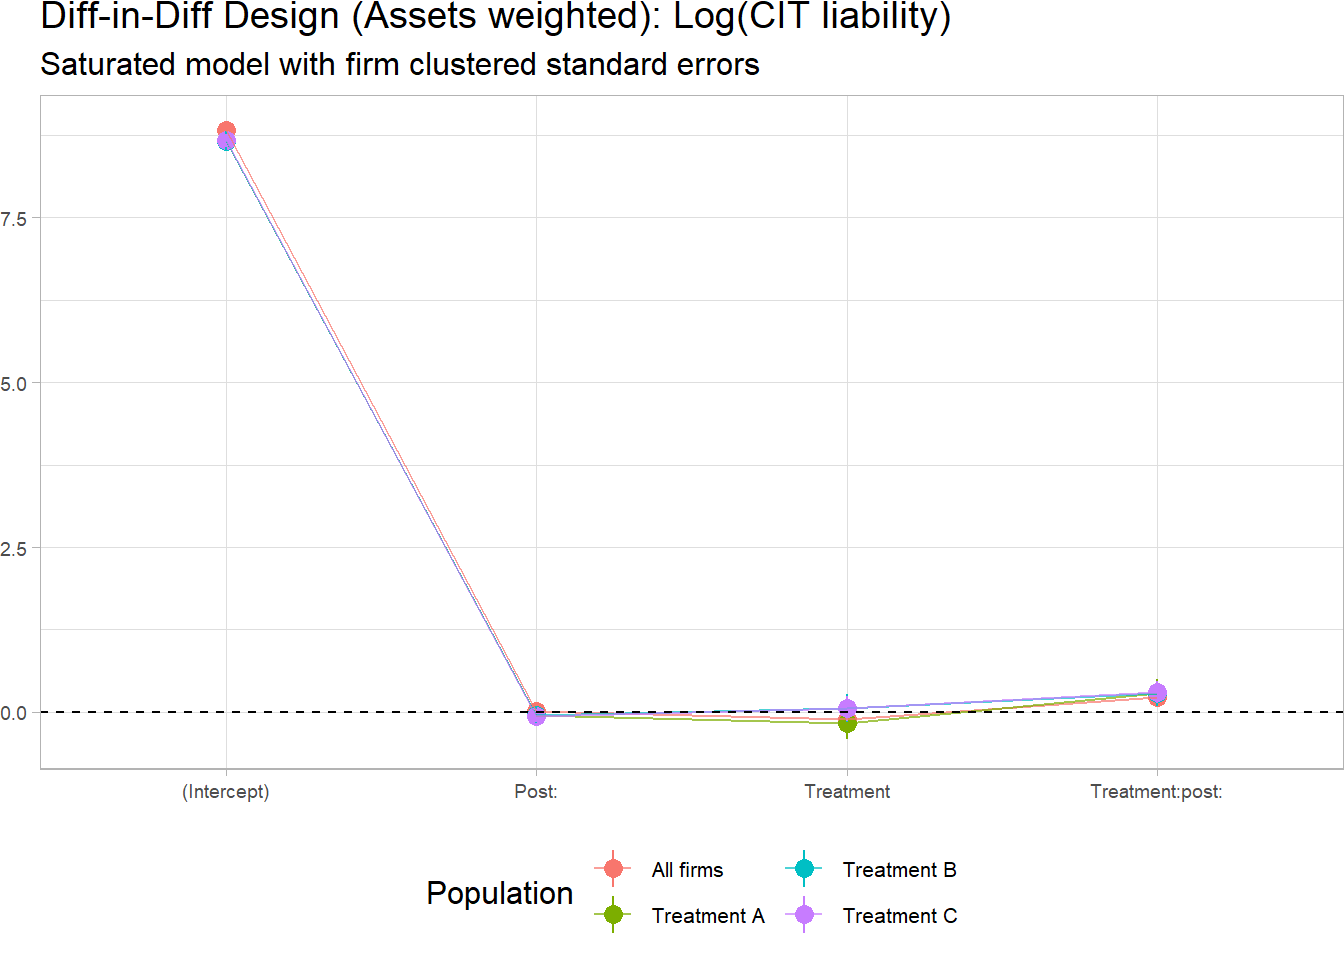 Diff-in-Diff Design (Assets weighted): Log(CIT liability)
Saturated model with firm clustered standard errors
7.5
5.0
2.5
0.0
(Intercept) Post: Treatment Treatment:post:
Population
All firms Treatment B
Treatment A Treatment C